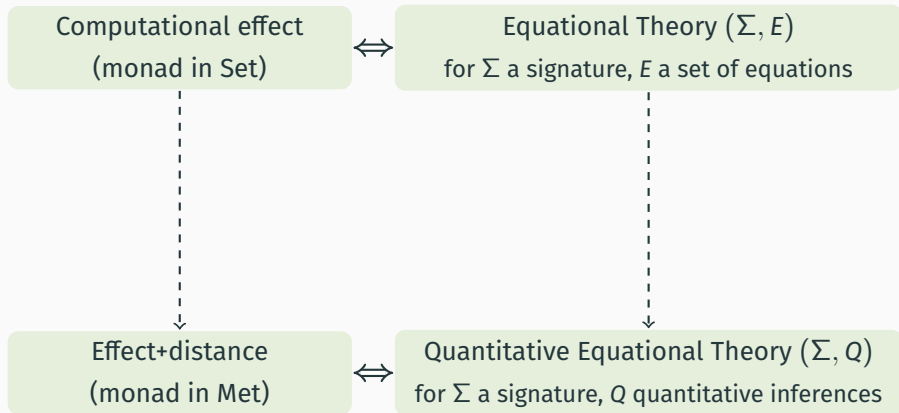 Computational effect
(monad in Set)
⇔
Equational Theory (Σ, E)
for Σ a signature, E a set of equations
Effect+distance
(monad in Met)
⇔
Quantitative Equational Theory (Σ, Q)
for Σ a signature, Q quantitative inferences